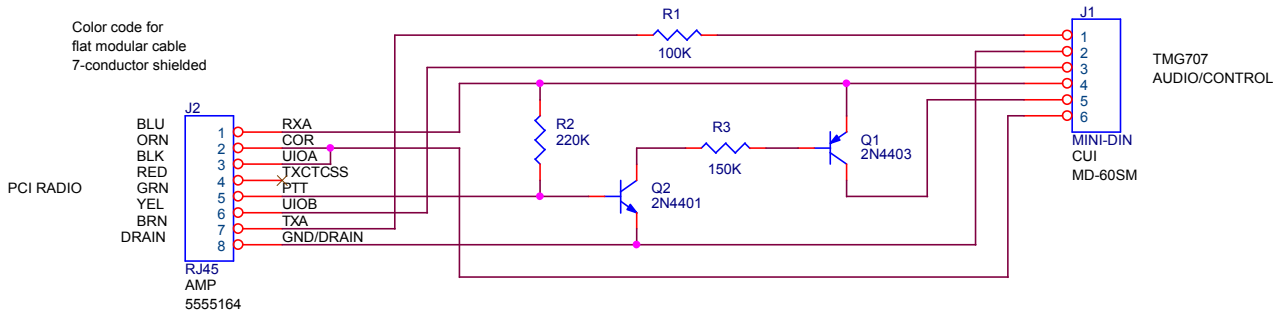 Color code for
flat modular cable
7-conductor shielded
R1
100K
J1
1
2
3
4
5
6
TMG707
AUDIO/CONTROL
MINI-DIN
CUI
MD-60SM
J2
BLU 1 RXA
ORN 2 COR
BLK 3 UIOA
RED 4 TXCTCSS
GRN 5 PTT
YEL 6 UIOB
BRN 7 TXA
DRAIN 8 GND/DRAIN
PCI RADIO
RJ45
AMP
5555164
R2
220K
R3
150K
Q1
2N4403
Q2
2N4401